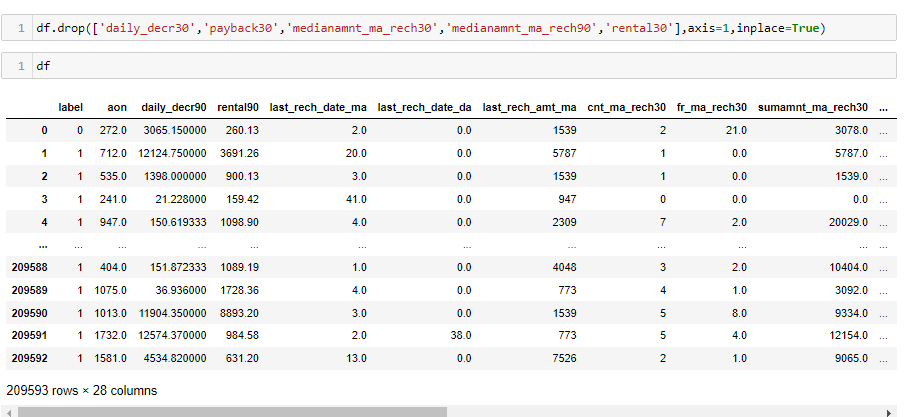 1 df.drop(['daily_decr30','payback30','medianamnt_ma_rech30','medianamnt_ma_rech90','rental30'],axis=1,inplace=True)
1 df
label aon daily_decr90 rental90 last_rech_date_ma last_rech_date_da last_rech_amt_ma cnt_ma_rech30 fr_ma_rech30 sumamnt_ma_rech30 ...
0 0 272.0 3065.150000 260.13 2.0 0.0 1539 2 21.0 3078.0 ...
1 1 712.0 12124.750000 3691.26 20.0 0.0 5787 1 0.0 5787.0 ...
2 1 535.0 1398.000000 900.13 3.0 0.0 1539 1 0.0 1539.0 ...
3 1 241.0 21.228000 159.42 41.0 0.0 947 0 0.0 0.0 ...
4 1 947.0 150.619333 1098.90 4.0 0.0 2309 7 2.0 20029.0 ...
... ... ... ... ... ... ... ... ... ... ... ...
209588 1 404.0 151.872333 1089.19 1.0 0.0 4048 3 2.0 10404.0 ...
209589 1 1075.0 36.936000 1728.36 4.0 0.0 773 4 1.0 3092.0 ...
209590 1 1013.0 11904.350000 8893.20 3.0 0.0 1539 5 8.0 9334.0 ...
209591 1 1732.0 12574.370000 984.58 2.0 38.0 773 5 4.0 12154.0 ...
209592 1 1581.0 4534.820000 631.20 13.0 0.0 7526 2 1.0 9065.0 ...
209593 rows × 28 columns